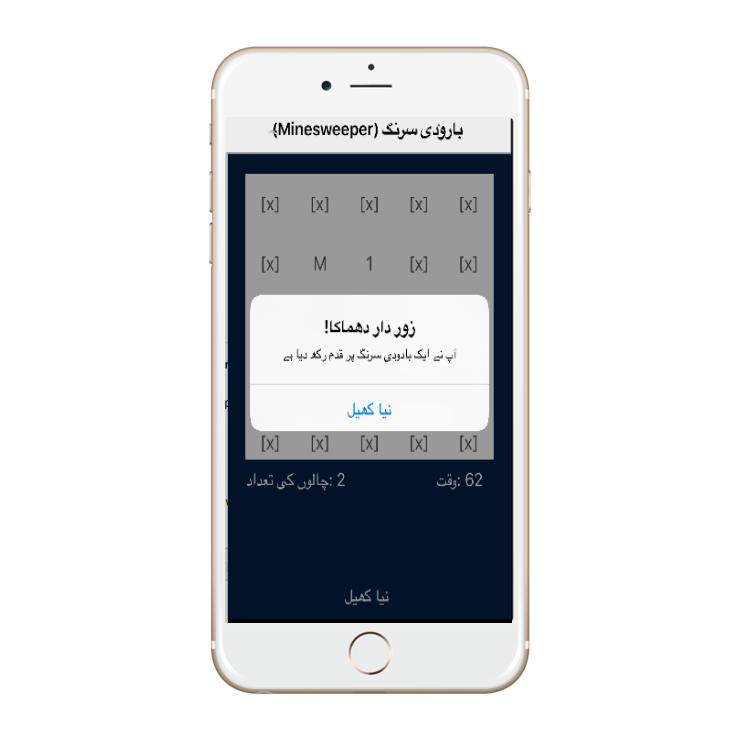 بارودی سرنگ (Minesweeper)
[x] [x] [x] [x] [x]
[x] M 1 [x] [x]
زور دار دھماکا!
آپ نے ایک بادودی سرنگ پر قدم رکھ دیا ہے
نیا کھیل
[x] [x] [x] [x] [x]
2 :چالوں کی تعداد
62 :وقت
نیا کھیل